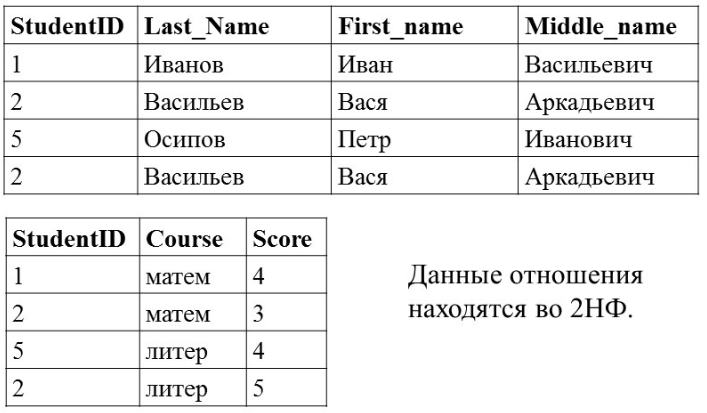 StudentID Last_Name First_name Middle_name
1 Иванов Иван Васильевич
2 Васильев Вася Аркадьевич
5 Осипов Петр Иванович
2 Васильев Вася Аркадьевич
StudentID Course Score
1 матем 4
2 матем 3
5 литер 4
2 литер 5
Данные отношения
находятся во 2НФ.